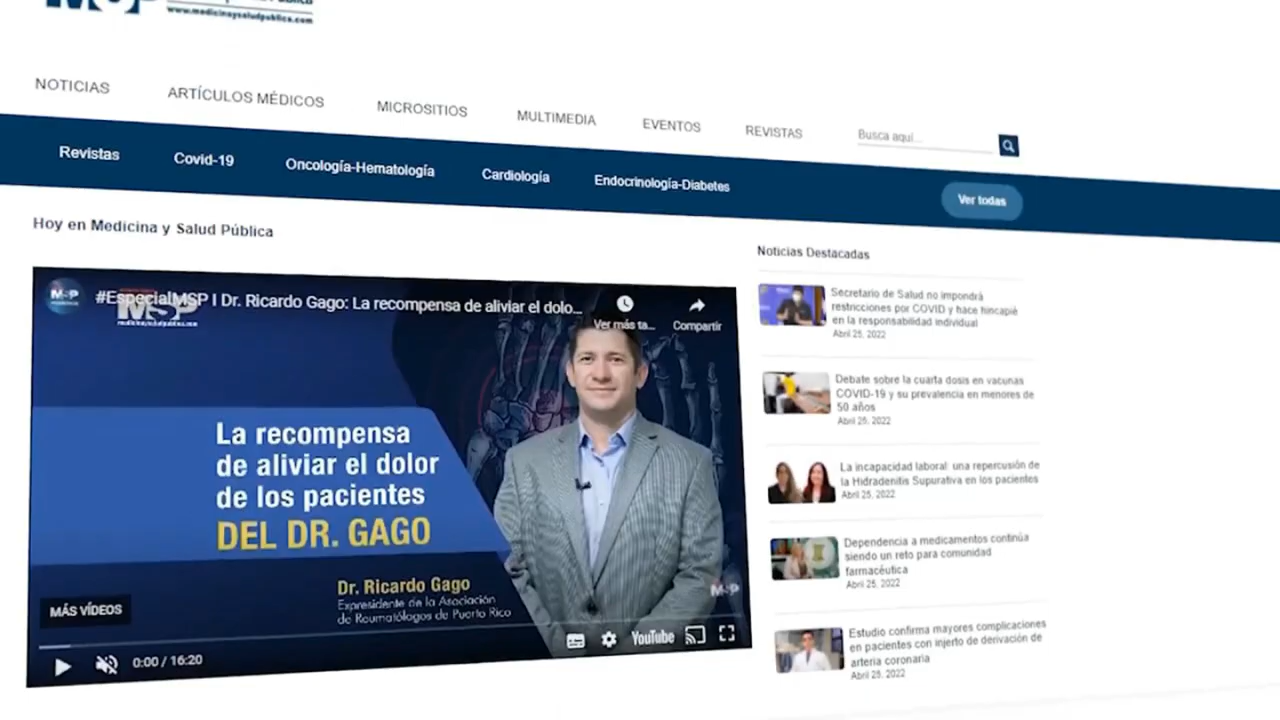 MSP
www.medicinaysaludpublica.com
NOTICIAS
ARTÍCULOS MÉDICOS
MICROSITIOS
MULTIMEDIA
EVENTOS
REVISTAS
Busca aquí...
Revistas
Covid-19
Oncología-Hematología
Cardiología
Endocrinología-Diabetes
Ver todas
Hoy en Medicina y Salud Pública
MSP
#EspecialMSP I Dr. Ricardo Gago: La recompensa de aliviar el dolo...
Ver más ta...
Compartir
MSP
medicinaysaludpublica.com
La recompensa
de aliviar el dolor
de los pacientes
DEL DR. GAGO
Dr. Ricardo Gago
Expresidente de la Asociación
de Reumatólogos de Puerto Rico
MSP
MÁS VÍDEOS
YouTube
0:00 / 16:20
Noticias Destacadas
Secretario de Salud no impondrá
restricciones por COVID y hace hincapié
en la responsabilidad individual
Abril 25, 2022
Debate sobre la cuarta dosis en vacunas
COVID-19 y su prevalencia en menores de
50 años
Abril 25, 2022
La incapacidad laboral: una repercusión de
la Hidradenitis Supurativa en los pacientes
Abril 25, 2022
Dependencia a medicamentos continúa
siendo un reto para comunidad
farmacéutica
Abril 25, 2022
Estudio confirma mayores complicaciones
en pacientes con injerto de derivación de
arteria coronaria
Abril 25, 2022